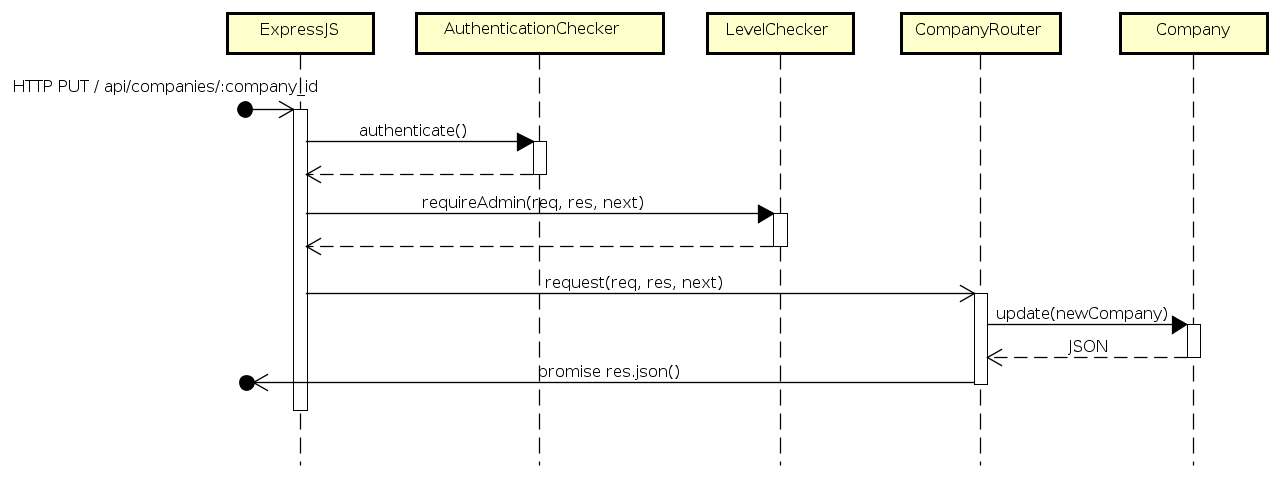 ExpressJS
AuthenticationChecker
LevelChecker
CompanyRouter
Company
HTTP PUT / api/companies/:company_id
authenticate()
requireAdmin(req, res, next)
request(req, res, next)
update(newCompany)
JSON
promise res.json()